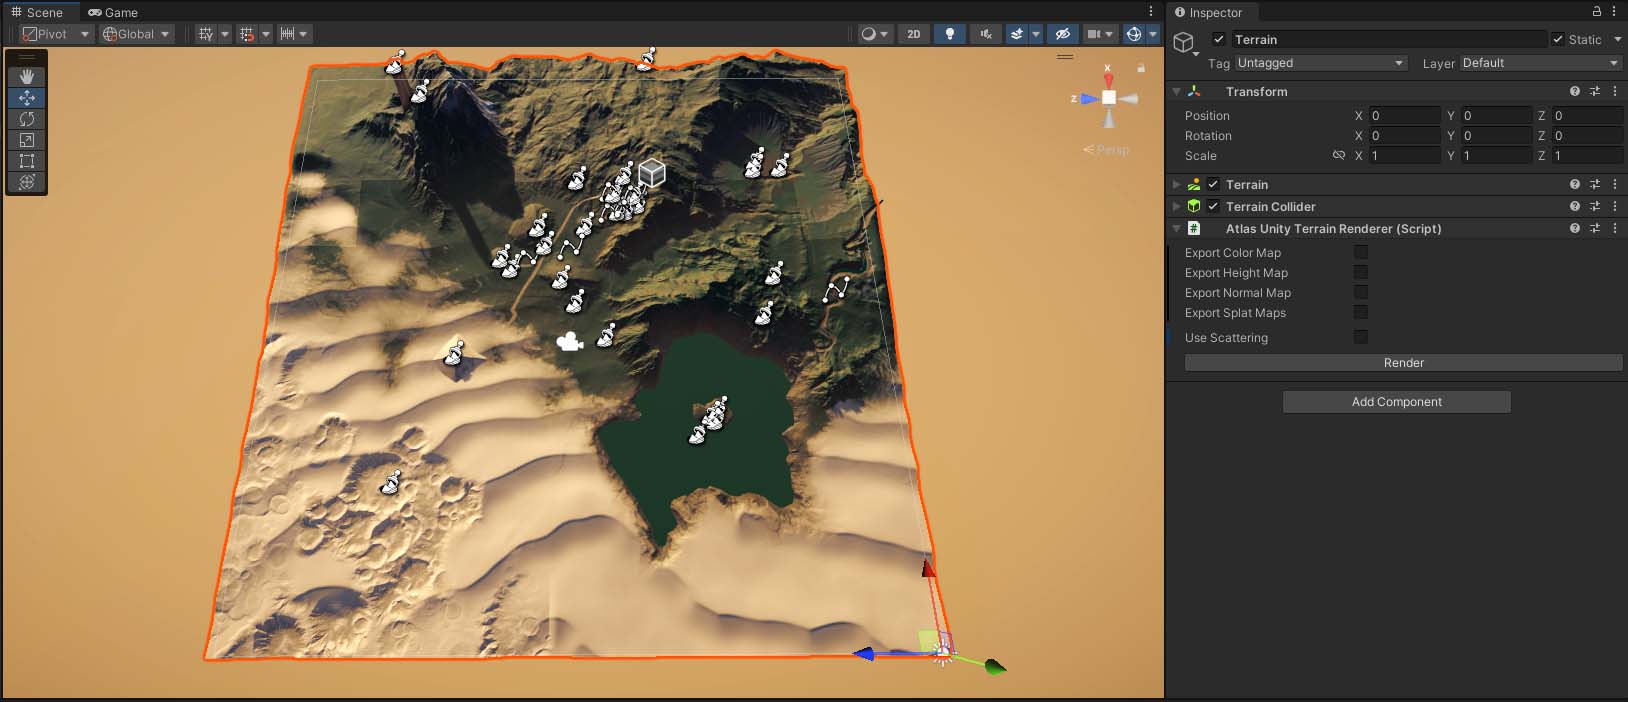 Scene Game
Pivot Global
2D
x
z
Persp
Inspector
Terrain Static
Tag Untagged Layer Default
Transform
Position X 0 Y 0 Z 0
Rotation X 0 Y 0 Z 0
Scale X 1 Y 1 Z 1
Terrain
Terrain Collider
# Atlas Unity Terrain Renderer (Script)
Export Color Map
Export Height Map
Export Normal Map
Export Splat Maps
Use Scattering
Render
Add Component